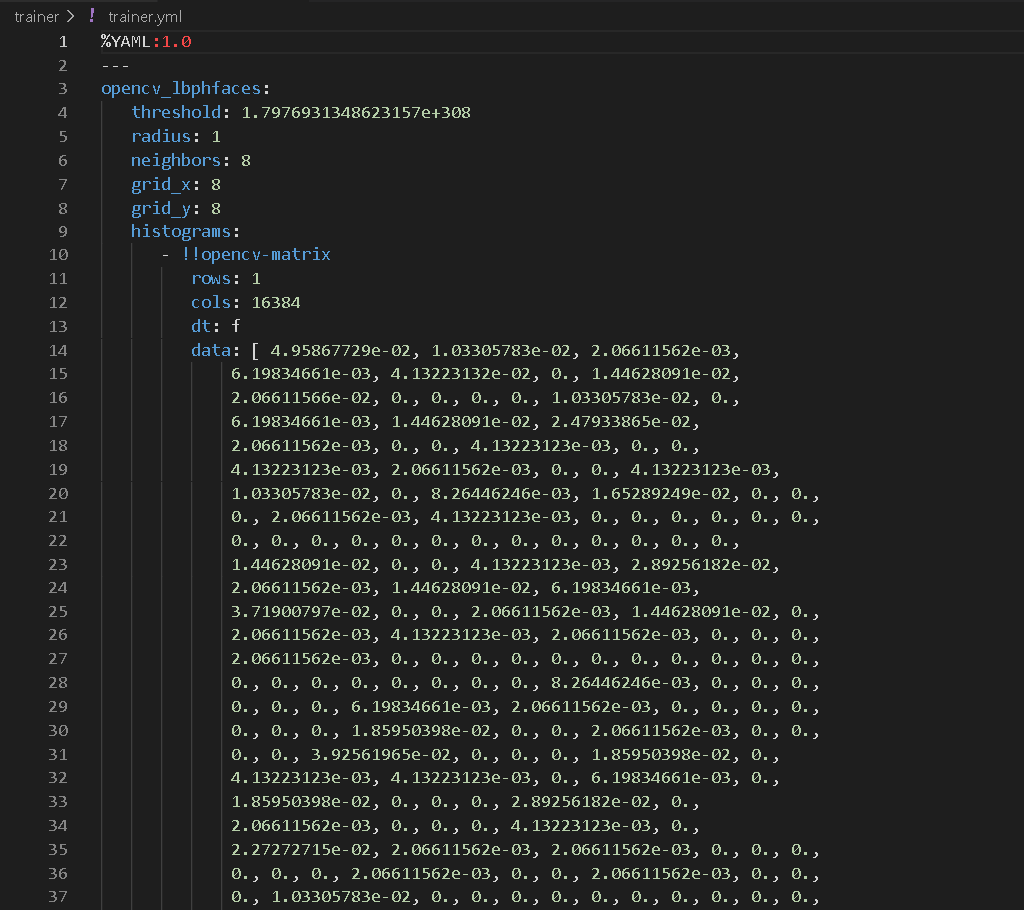 trainer > ! trainer.yml
1 %YAML:1.0
2 ---
3 opencv_lbphfaces:
4 threshold: 1.7976931348623157e+308
5 radius: 1
6 neighbors: 8
7 grid_x: 8
8 grid_y: 8
9 histograms:
10 - !!opencv-matrix
11 rows: 1
12 cols: 16384
13 dt: f
14 data: [ 4.95867729e-02, 1.03305783e-02, 2.06611562e-03,
15 6.19834661e-03, 4.13223132e-02, 0., 1.44628091e-02,
16 2.06611566e-02, 0., 0., 0., 0., 1.03305783e-02, 0.,
17 6.19834661e-03, 1.44628091e-02, 2.47933865e-02,
18 2.06611562e-03, 0., 0., 4.13223123e-03, 0., 0.,
19 4.13223123e-03, 2.06611562e-03, 0., 0., 4.13223123e-03,
20 1.03305783e-02, 0., 8.26446246e-03, 1.65289249e-02, 0., 0.,
21 0., 2.06611562e-03, 4.13223123e-03, 0., 0., 0., 0., 0., 0.,
22 0., 0., 0., 0., 0., 0., 0., 0., 0., 0., 0., 0., 0.,
23 1.44628091e-02, 0., 0., 4.13223123e-03, 2.89256182e-02,
24 2.06611562e-03, 1.44628091e-02, 6.19834661e-03,
25 3.71900797e-02, 0., 0., 2.06611562e-03, 1.44628091e-02, 0.,
26 2.06611562e-03, 4.13223123e-03, 2.06611562e-03, 0., 0., 0.,
27 2.06611562e-03, 0., 0., 0., 0., 0., 0., 0., 0., 0., 0., 0.,
28 0., 0., 0., 0., 0., 0., 0., 0., 8.26446246e-03, 0., 0., 0.,
29 0., 0., 0., 6.19834661e-03, 2.06611562e-03, 0., 0., 0., 0.,
30 0., 0., 0., 1.85950398e-02, 0., 0., 2.06611562e-03, 0., 0.,
31 0., 0., 3.92561965e-02, 0., 0., 0., 1.85950398e-02, 0.,
32 4.13223123e-03, 4.13223123e-03, 0., 6.19834661e-03, 0.,
33 1.85950398e-02, 0., 0., 0., 2.89256182e-02, 0.,
34 2.06611562e-03, 0., 0., 0., 4.13223123e-03, 0.,
35 2.27272715e-02, 2.06611562e-03, 2.06611562e-03, 0., 0., 0.,
36 0., 0., 0., 2.06611562e-03, 0., 0., 2.06611562e-03, 0., 0.,
37 0., 1.03305783e-02, 0., 0., 0., 0., 0., 0., 0., 0., 0., 0.,